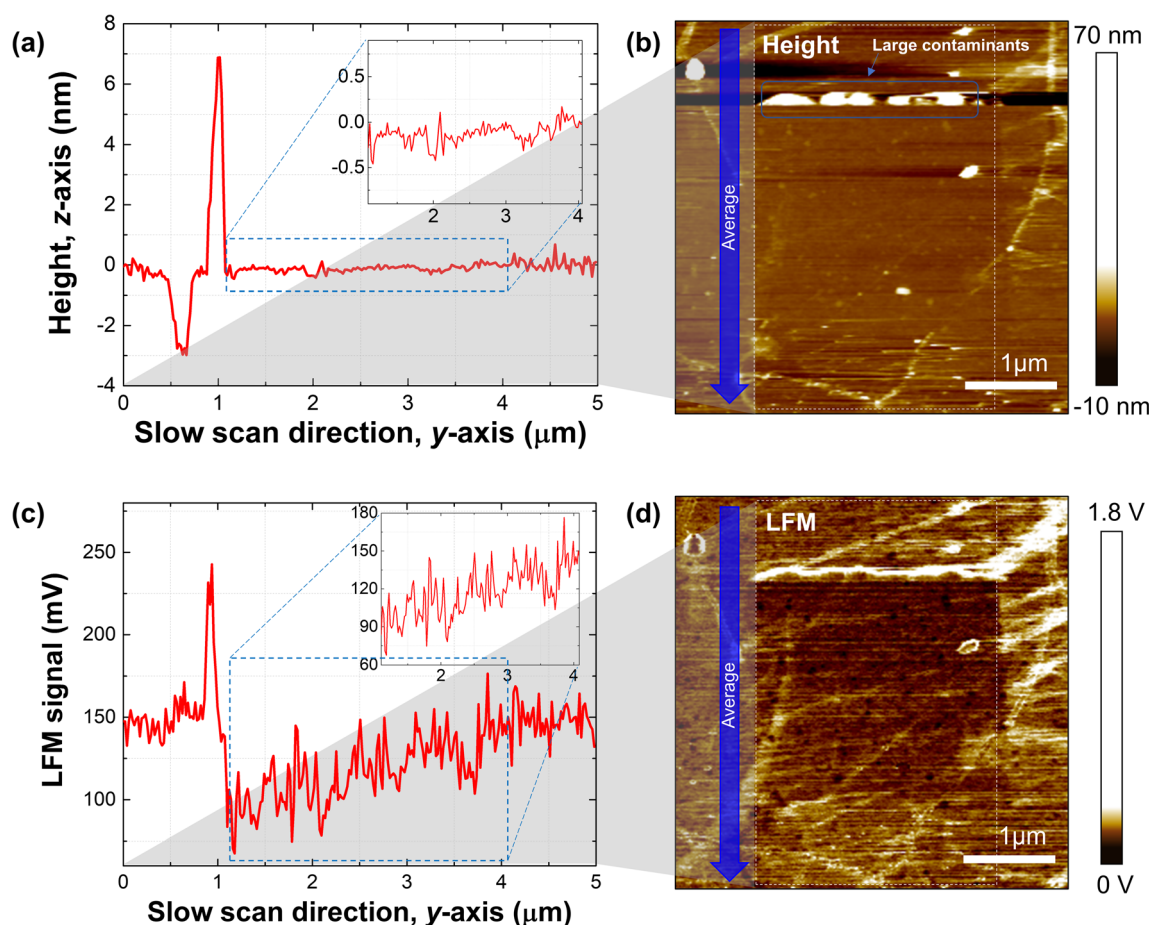 (a)
8
6
4
2
0
-2
-4
0
1
2
3
4
5
Height, z-axis (nm)
Slow scan direction, y-axis (μm)
0.5
0.0
-0.5
2
3
4
(b)
Height
Large contaminants
Average
1μm
70 nm
-10 nm
(c)
250
200
150
100
0
1
2
3
4
5
LFM signal (mV)
Slow scan direction, y-axis (μm)
180
150
120
90
60
2
3
4
(d)
LFM
Average
1μm
1.8 V
0 V